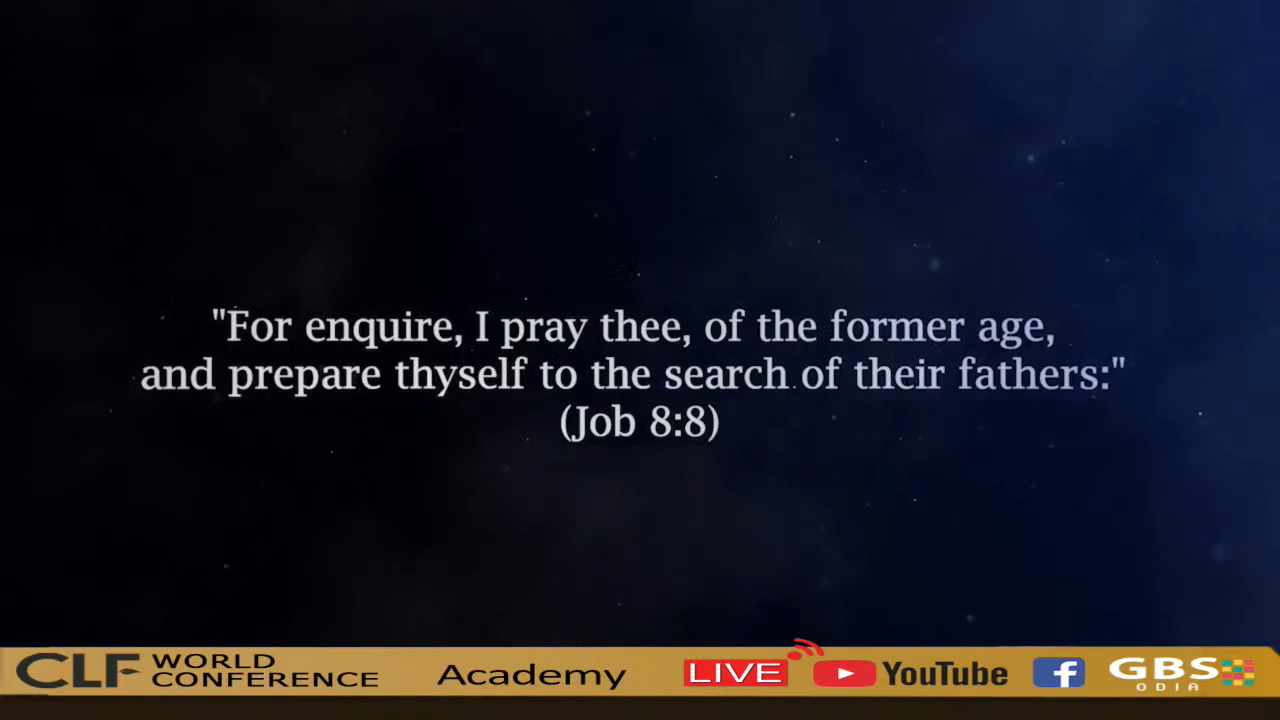 "For enquire, I pray thee, of the former age,
and prepare thyself to the search of their fathers:"
(Job 8:8)
CLF WORLD CONFERENCE
Academy
LIVE
YouTube
f
GBS
ODIA